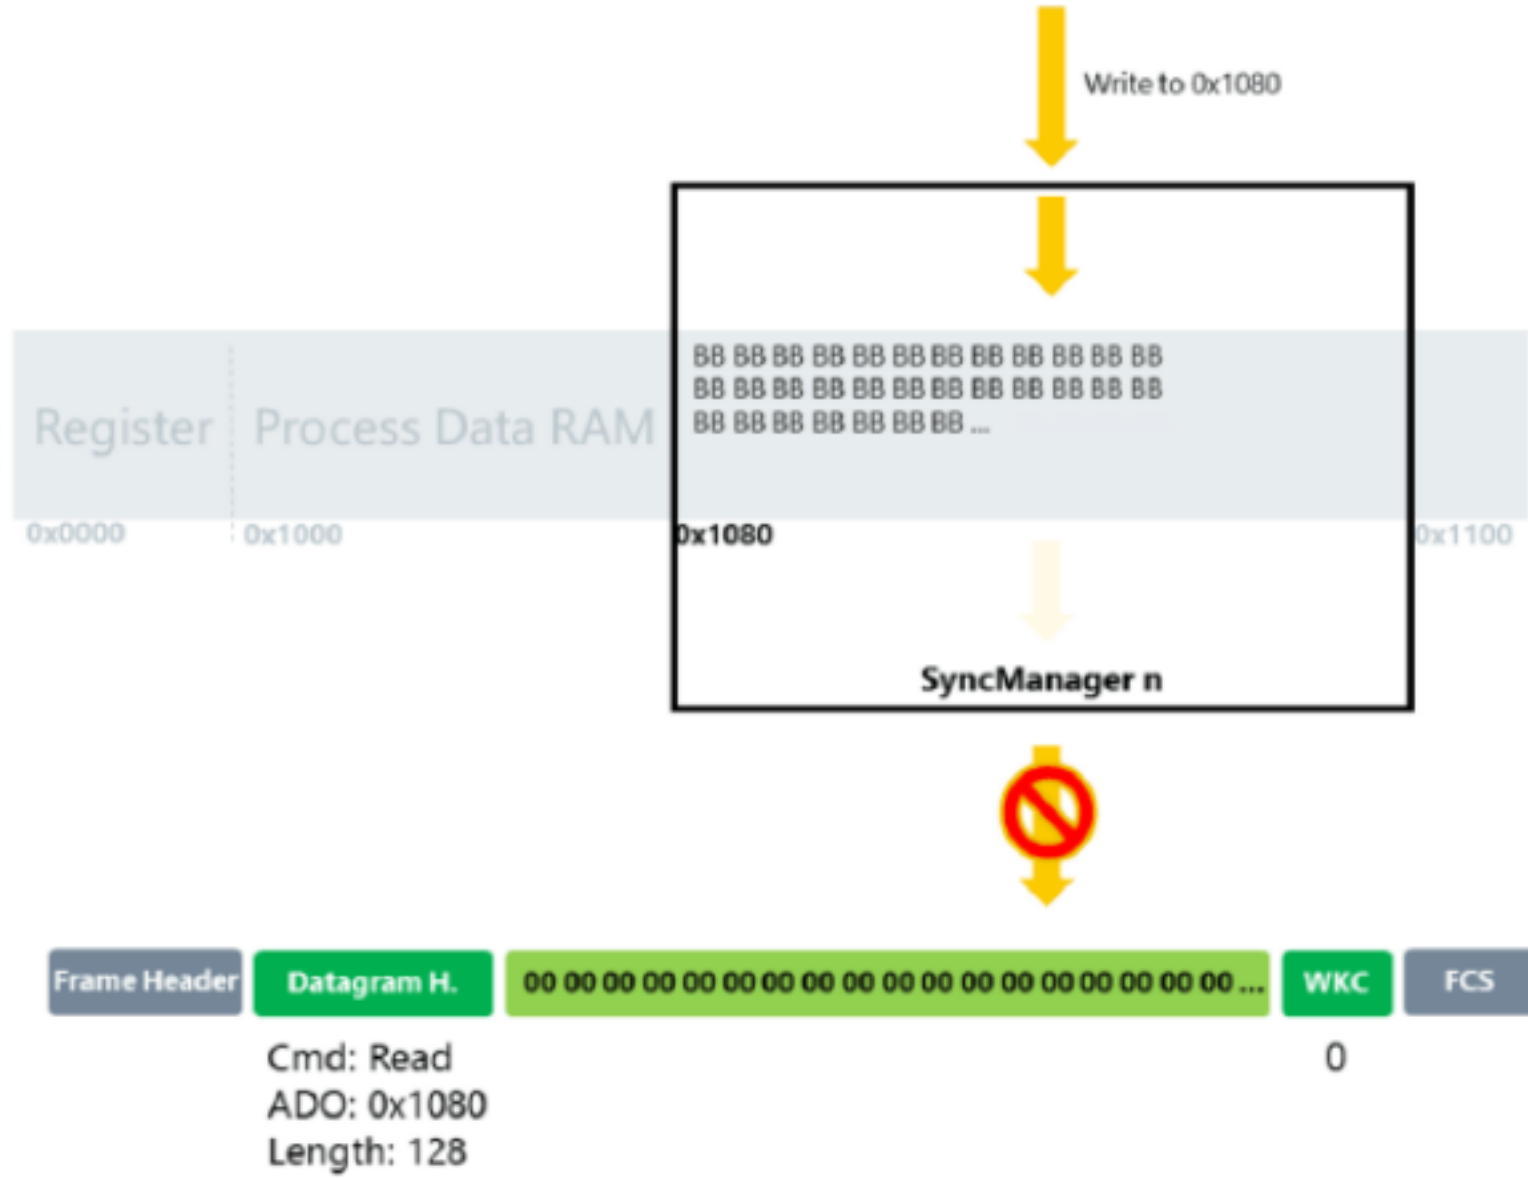 Write to 0x1080
BB BB BB BB BB BB BB BB BB BB BB BB
BB BB BB BB BB BB BB BB BB BB BB BB
BB BB BB BB BB BB BB ...
Register Process Data RAM
0x0000 0x1000 0x1080 0x1100
SyncManager n
Frame Header Datagram H. 00 00 00 00 00 00 00 00 00 00 00 00 00 00 00 00 00 00 ... WKC FCS
Cmd: Read 0
ADO: 0x1080
Length: 128